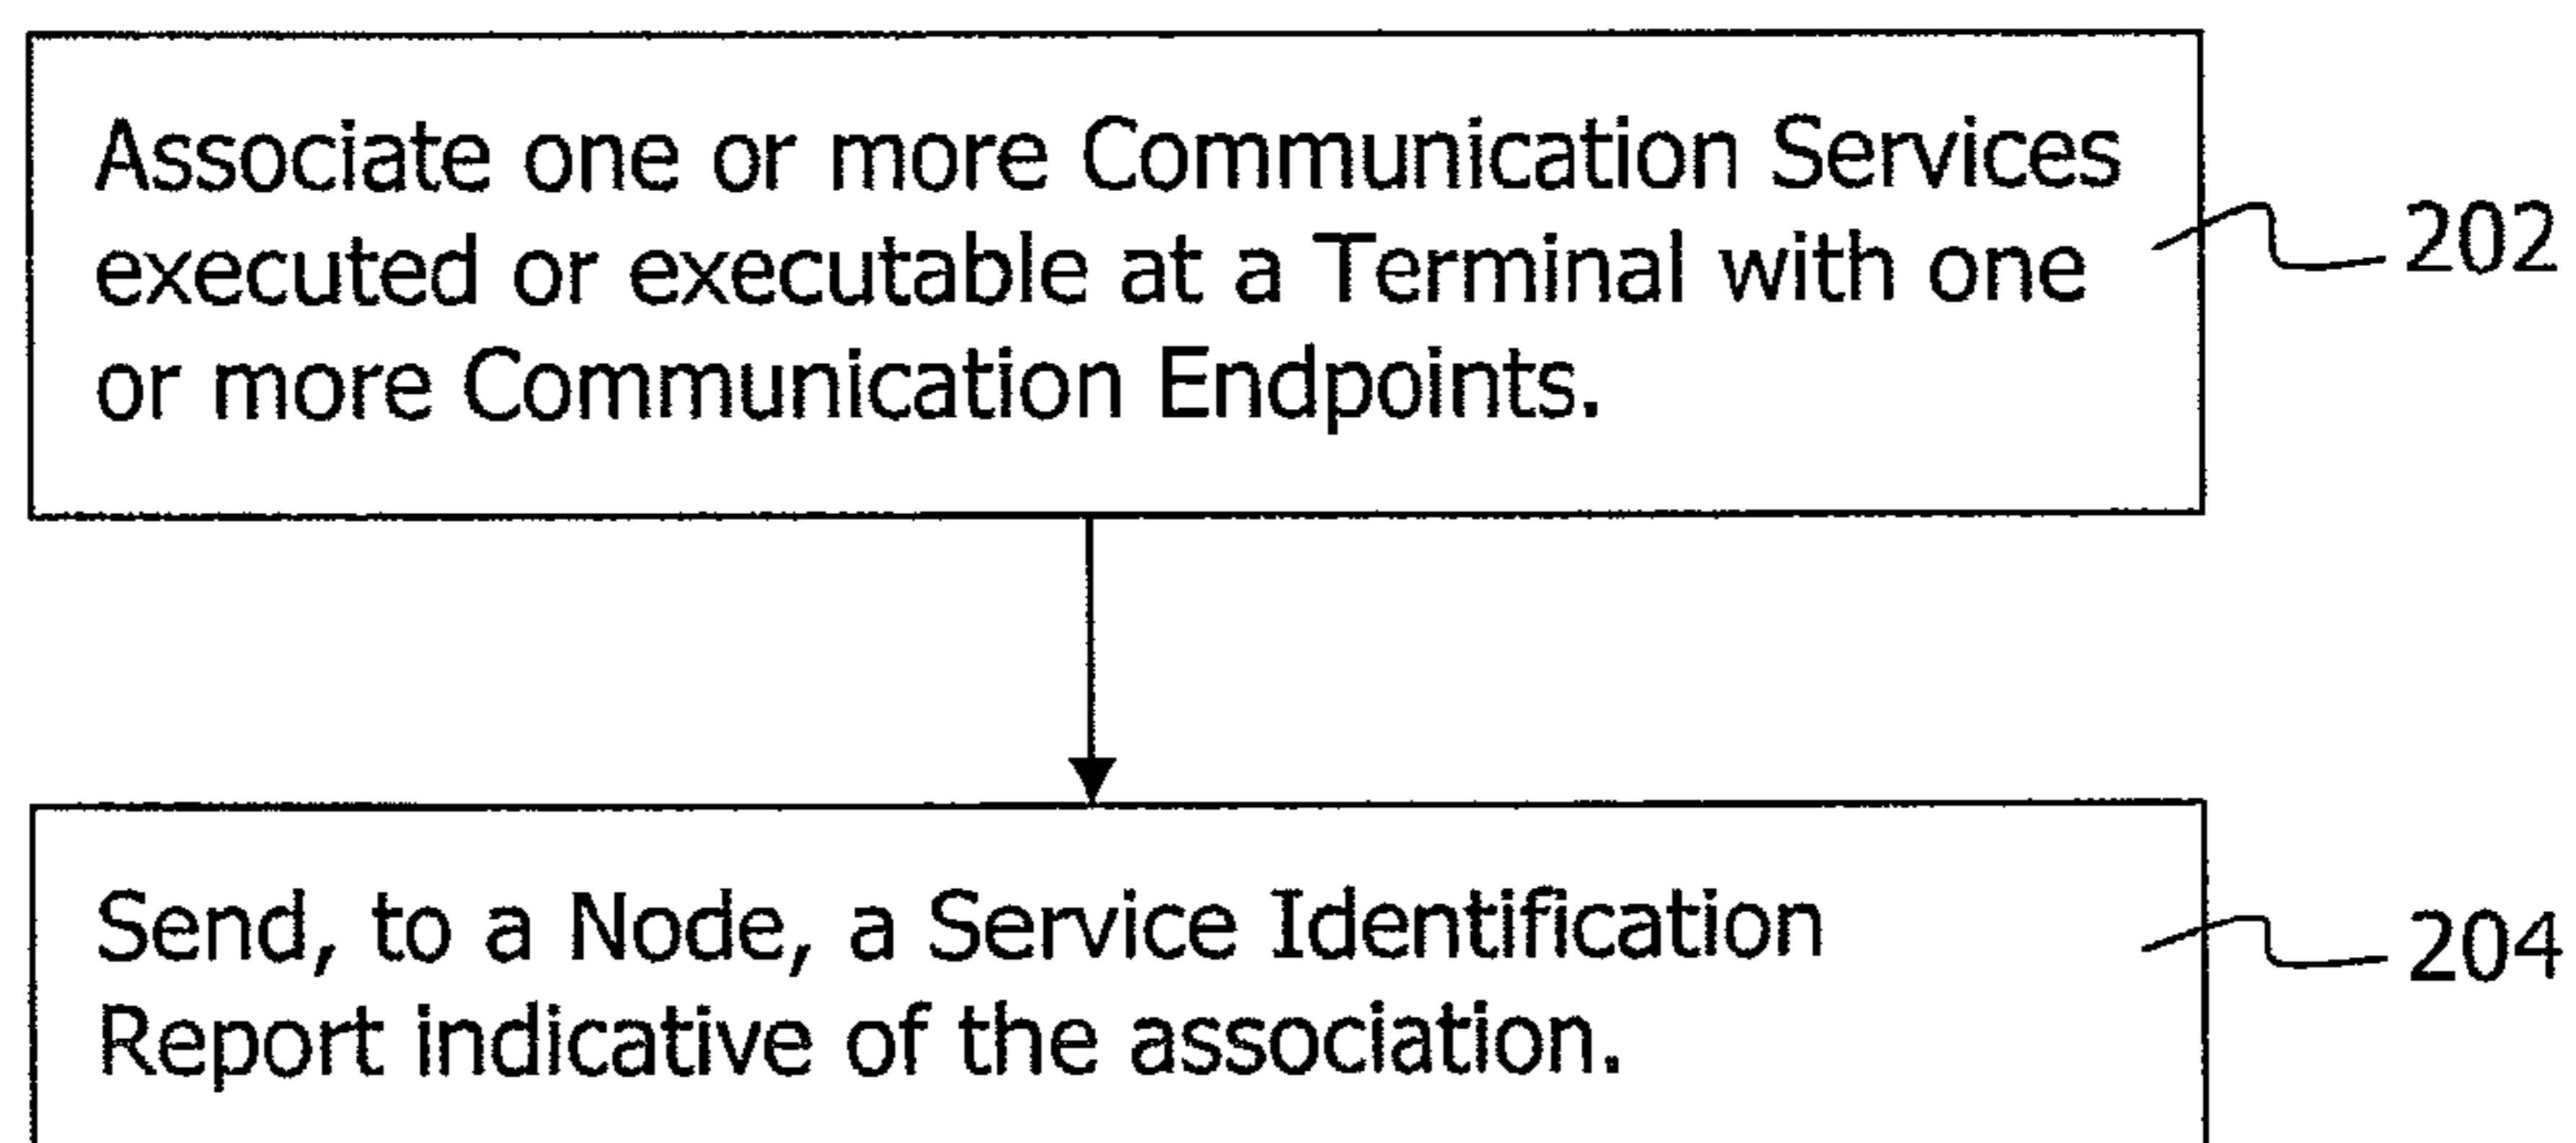 Associate one or more Communication Services
executed or executable at a Terminal with one
or more Communication Endpoints.
202
Send, to a Node, a Service Identification
Report indicative of the association.
204